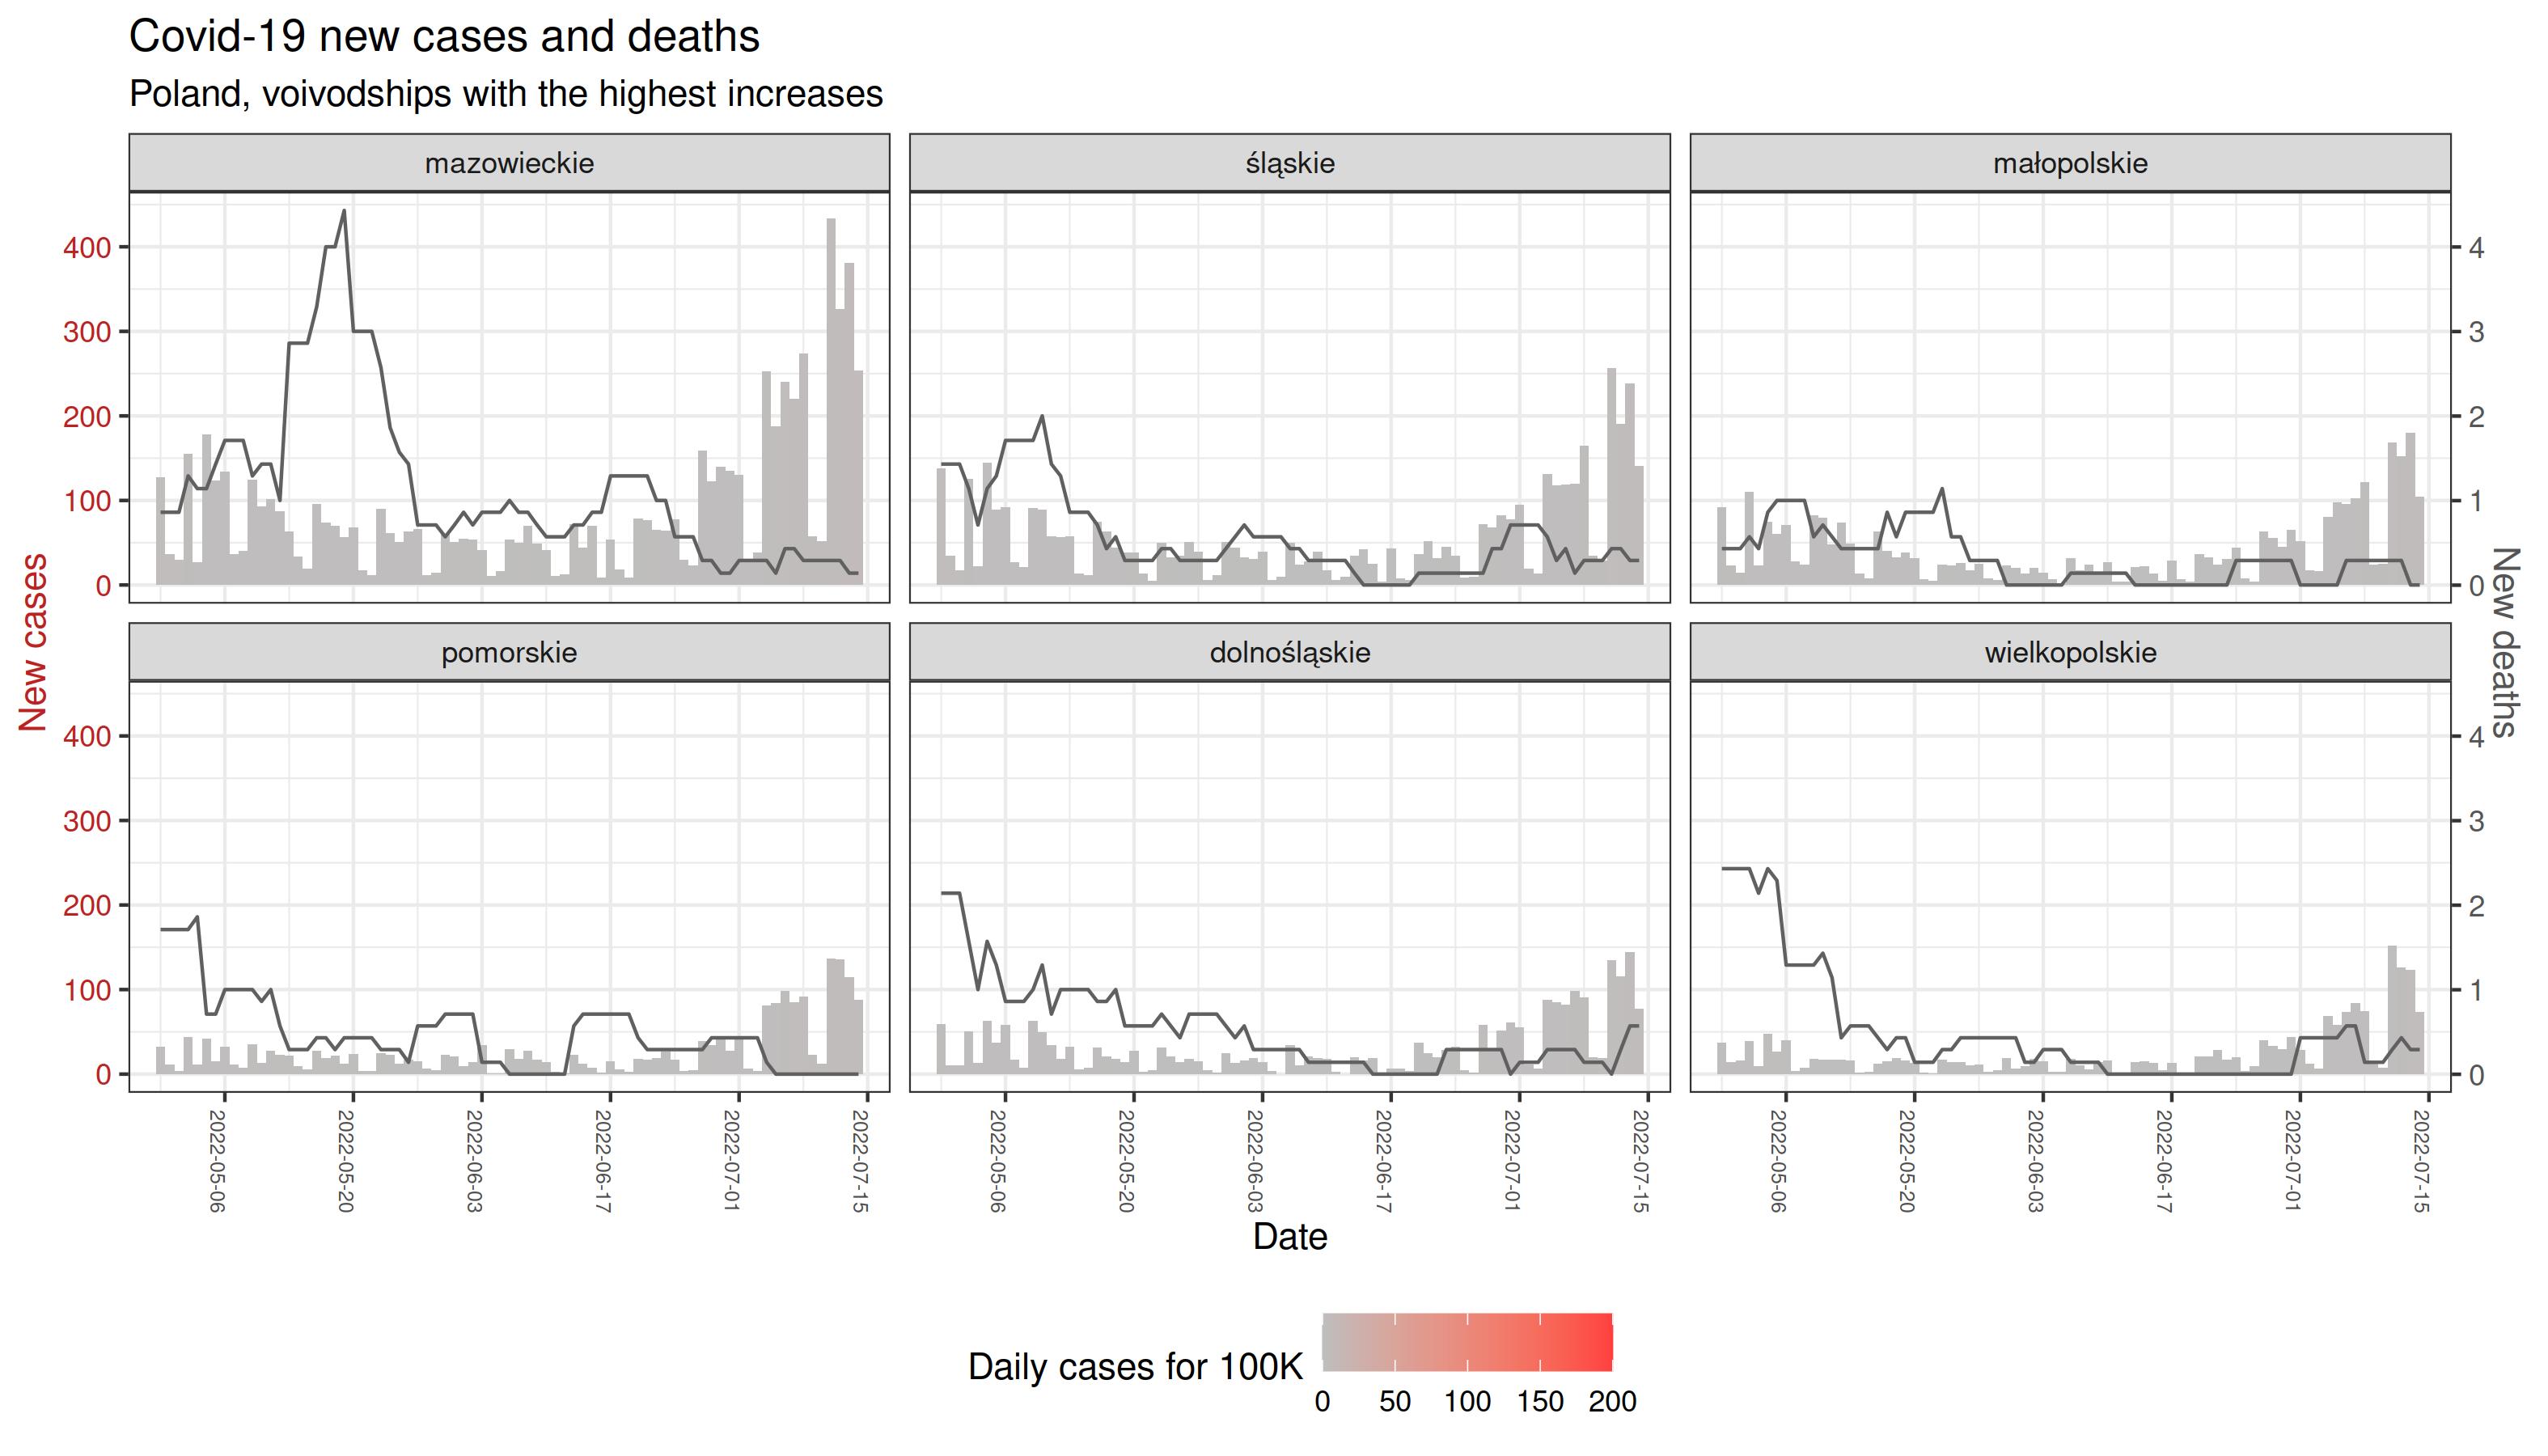 Covid-19 new cases and deaths
Poland, voivodships with the highest increases
mazowieckie
śląskie
małopolskie
400
300
200
100
0
4
3
2
1
0
pomorskie
dolnośląskie
wielkopolskie
400
300
200
100
0
4
3
2
1
0
New cases
New deaths
2022-05-06
2022-05-20
2022-06-03
2022-06-17
2022-07-01
2022-07-15
2022-05-06
2022-05-20
2022-06-03
2022-06-17
2022-07-01
2022-07-15
2022-05-06
2022-05-20
2022-06-03
2022-06-17
2022-07-01
2022-07-15
Date
Daily cases for 100K
0 50 100 150 200